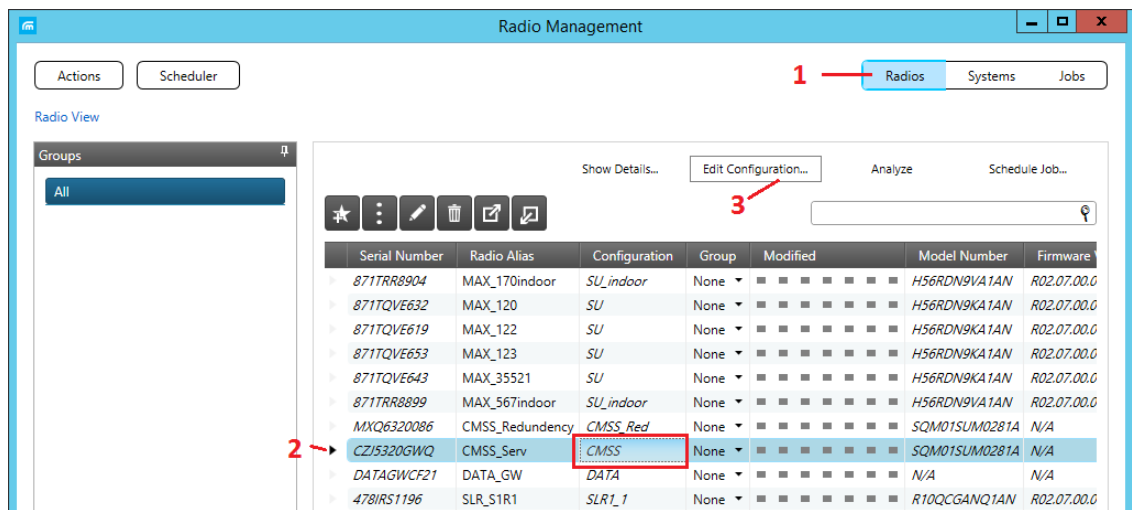 Radio Management
Actions Scheduler 1 Radios Systems Jobs
Radio View
Groups
All
Show Details... Edit Configuration... Analyze Schedule Job...
3
Serial Number Radio Alias Configuration Group Modified Model Number Firmware
871TRR8904 MAX_170indoor SU_indoor None H56RDN9VA1AN R02.07.00.0
871TQVE632 MAX_120 SU None H56RDN9KA1AN R02.07.00.0
871TQVE619 MAX_122 SU None H56RDN9KA1AN R02.07.00.0
871TQVE653 MAX_123 SU None H56RDN9KA1AN R02.07.00.0
871TQVE643 MAX_35521 SU None H56RDN9KA1AN R02.07.00.0
871TRR8899 MAX_567indoor SU_indoor None H56RDN9VA1AN R02.07.00.0
MXQ6320086 CMSS_Redundency CMSS_Red None SQM01SUM0281A N/A
2 CZJ5320GWQ CMSS_Serv CMSS None SQM01SUM0281A N/A
DATAGWCF21 DATA_GW DATA None N/A N/A
478IRS1196 SLR_S1R1 SLR1_1 None R10QCGANQ1AN R02.07.00.0